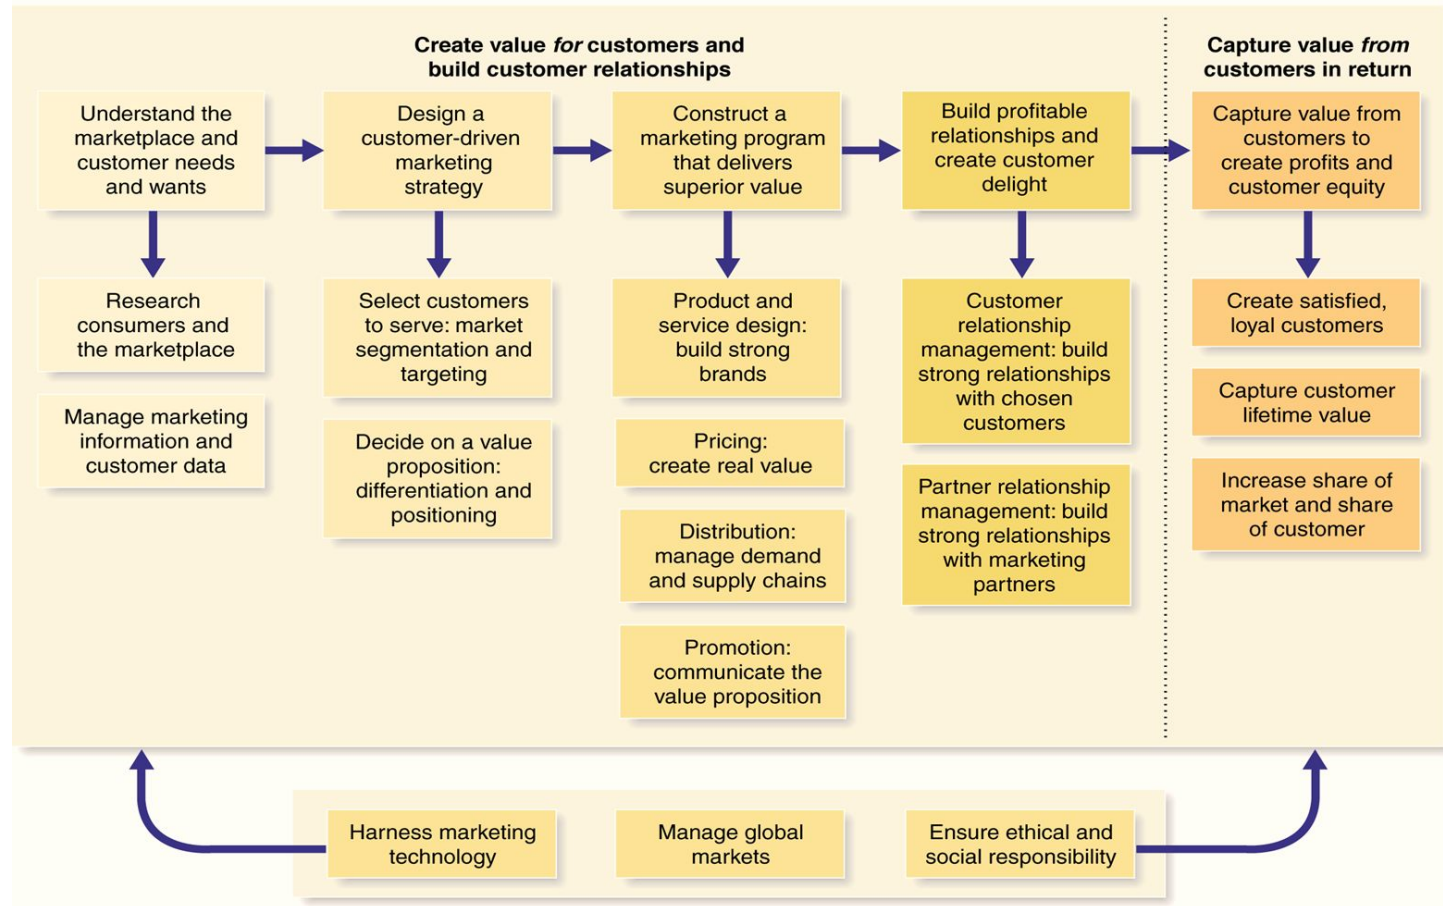 Create value for customers and
build customer relationships
Capture value from
customers in return
Understand the
marketplace and
customer needs
and wants
Design a
customer-driven
marketing
strategy
Construct a
marketing program
that delivers
superior value
Build profitable
relationships and
create customer
delight
Capture value from
customers to
create profits and
customer equity
Research
consumers and
the marketplace
Manage marketing
information and
customer data
Select customers
to serve: market
segmentation and
targeting
Decide on a value
proposition:
differentiation and
positioning
Product and
service design:
build strong
brands
Pricing:
create real value
Distribution:
manage demand
and supply chains
Promotion:
communicate the
value proposition
Customer
relationship
management: build
strong relationships
with chosen
customers
Partner relationship
management: build
strong relationships
with marketing
partners
Create satisfied,
loyal customers
Capture customer
lifetime value
Increase share of
market and share
of customer
Harness marketing
technology
Manage global
markets
Ensure ethical and
social responsibility